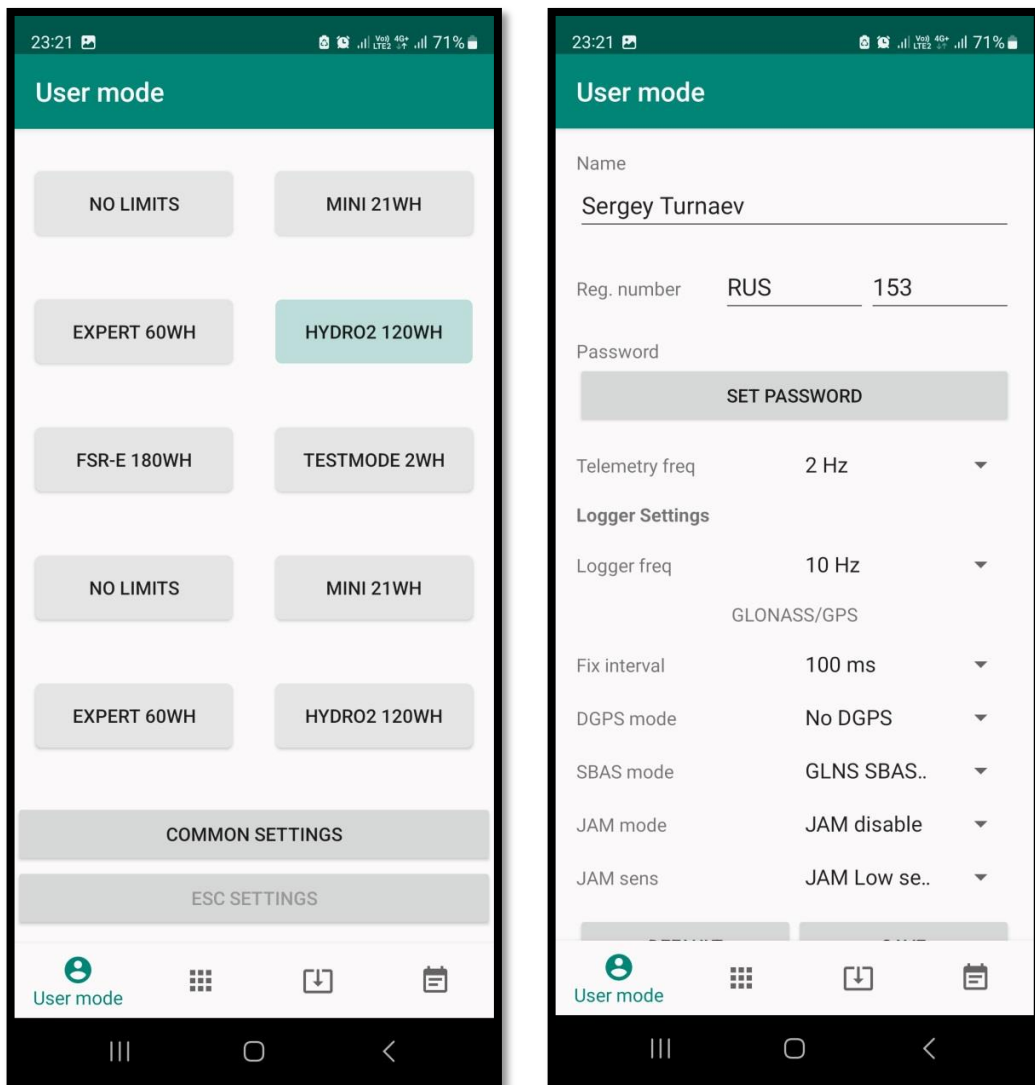 23:21
71%
User mode
NO LIMITS
MINI 21WH
EXPERT 60WH
HYDRO2 120WH
FSR-E 180WH
TESTMODE 2WH
NO LIMITS
MINI 21WH
EXPERT 60WH
HYDRO2 120WH
COMMON SETTINGS
ESC SETTINGS
User mode
23:21
71%
User mode
Name
Sergey Turnaev
Reg. number RUS 153
Password
SET PASSWORD
Telemetry freq 2 Hz
Logger Settings
Logger freq 10 Hz
GLONASS/GPS
Fix interval 100 ms
DGPS mode No DGPS
SBAS mode GLNS SBAS..
JAM mode JAM disable
JAM sens JAM Low se..
User mode